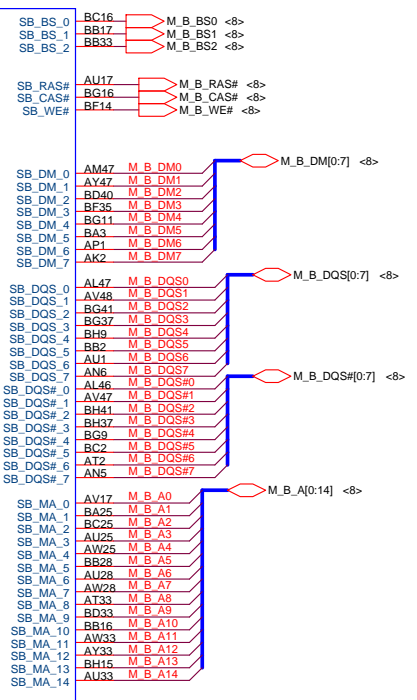 SB_BS_0 BC16 M_B_BS0 <8>
SB_BS_1 BB17 M_B_BS1 <8>
SB_BS_2 BB33 M_B_BS2 <8>
SB_RAS# AU17 M_B_RAS# <8>
SB_CAS# BG16 M_B_CAS# <8>
SB_WE# BF14 M_B_WE# <8>
M_B_DM[0:7] <8>
SB_DM_0 AM47 M_B_DM0
SB_DM_1 AY47 M_B_DM1
SB_DM_2 BD40 M_B_DM2
SB_DM_3 BF35 M_B_DM3
SB_DM_4 BG11 M_B_DM4
SB_DM_5 BA3 M_B_DM5
SB_DM_6 AP1 M_B_DM6
SB_DM_7 AK2 M_B_DM7
M_B_DQS[0:7] <8>
SB_DQS_0 AL47 M_B_DQS0
SB_DQS_1 AV48 M_B_DQS1
SB_DQS_2 BG41 M_B_DQS2
SB_DQS_3 BG37 M_B_DQS3
SB_DQS_4 BH9 M_B_DQS4
SB_DQS_5 BB2 M_B_DQS5
SB_DQS_6 AU1 M_B_DQS6
SB_DQS_7 AN6 M_B_DQS7
M_B_DQS#[0:7] <8>
SB_DQS#_0 AL46 M_B_DQS#0
SB_DQS#_1 AV47 M_B_DQS#1
SB_DQS#_2 BH41 M_B_DQS#2
SB_DQS#_3 BH37 M_B_DQS#3
SB_DQS#_4 BG9 M_B_DQS#4
SB_DQS#_5 BC2 M_B_DQS#5
SB_DQS#_6 AT2 M_B_DQS#6
SB_DQS#_7 AN5 M_B_DQS#7
M_B_A[0:14] <8>
SB_MA_0 AV17 M_B_A0
SB_MA_1 BA25 M_B_A1
SB_MA_2 BC25 M_B_A2
SB_MA_3 AU25 M_B_A3
SB_MA_4 AW25 M_B_A4
SB_MA_5 BB28 M_B_A5
SB_MA_6 AU28 M_B_A6
SB_MA_7 AW28 M_B_A7
SB_MA_8 AT33 M_B_A8
SB_MA_9 BD33 M_B_A9
SB_MA_10 BB16 M_B_A10
SB_MA_11 AW33 M_B_A11
SB_MA_12 AY33 M_B_A12
SB_MA_13 BH15 M_B_A13
SB_MA_14 AU33 M_B_A14